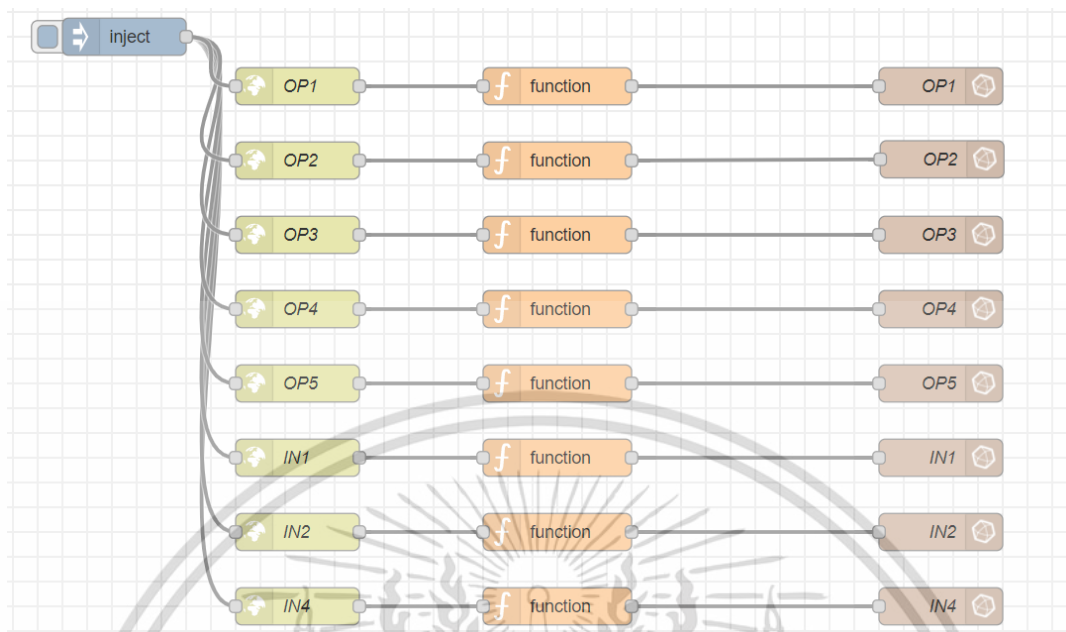 inject
OP1 function OP1
OP2 function OP2
OP3 function OP3
OP4 function OP4
OP5 function OP5
IN1 function IN1
IN2 function IN2
IN4 function IN4